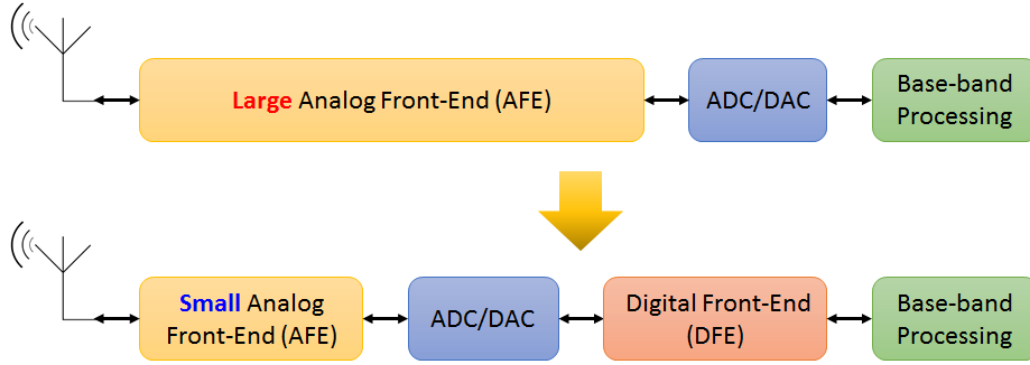 Large Analog Front-End (AFE)
ADC/DAC
Base-band
Processing
Small Analog
Front-End (AFE)
ADC/DAC
Digital Front-End
(DFE)
Base-band
Processing